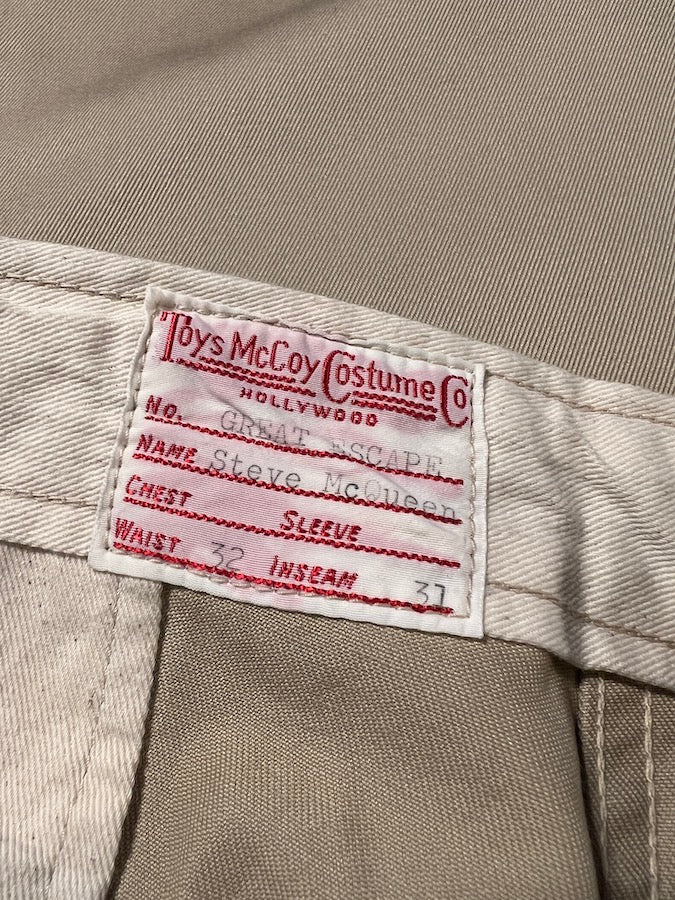 Toys McCoy Costume Co
HOLLYWOOD
No. GREAT ESCAPE
NAME Steve McQueen
CHEST SLEEVE
WAIST 32 INSEAM 31